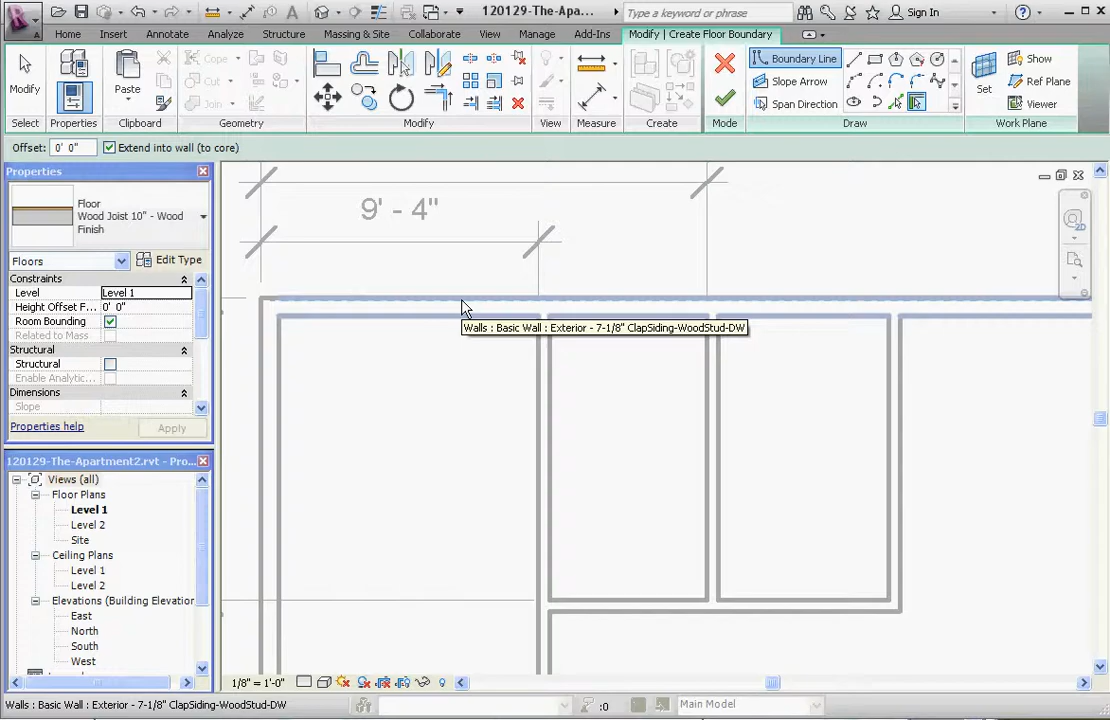 120129-The-Apa...
Type a keyword or phrase
Sign In
Home Insert Annotate Analyze Structure Massing & Site Collaborate View Manage Add-Ins Modify | Create Floor Boundary
Modify
Properties
Paste
Cope
Cut
Join
Boundary Line
Slope Arrow
Span Direction
Set
Show
Ref Plane
Viewer
Select Properties Clipboard Geometry Modify View Measure Create Mode Draw Work Plane
Offset: 0' 0" Extend into wall (to core)
Properties
Floor
Wood Joist 10" - Wood
Finish
Floors
Edit Type
Constraints
Level Level 1
Height Offset F... 0' 0"
Room Bounding
Related to Mass
Structural
Structural
Enable Analytic...
Dimensions
Slope
Properties help
Apply
120129-The-Apartment2.rvt - Pro...
Views (all)
Floor Plans
Level 1
Level 2
Site
Ceiling Plans
Level 1
Level 2
Elevations (Building Elevation
East
North
South
West
9' - 4"
2D
Walls : Basic Wall : Exterior - 7-1/8" ClapSiding-WoodStud-DW
1/8" = 1'-0"
Walls : Basic Wall : Exterior - 7-1/8" ClapSiding-WoodStud-DW
:0
Main Model